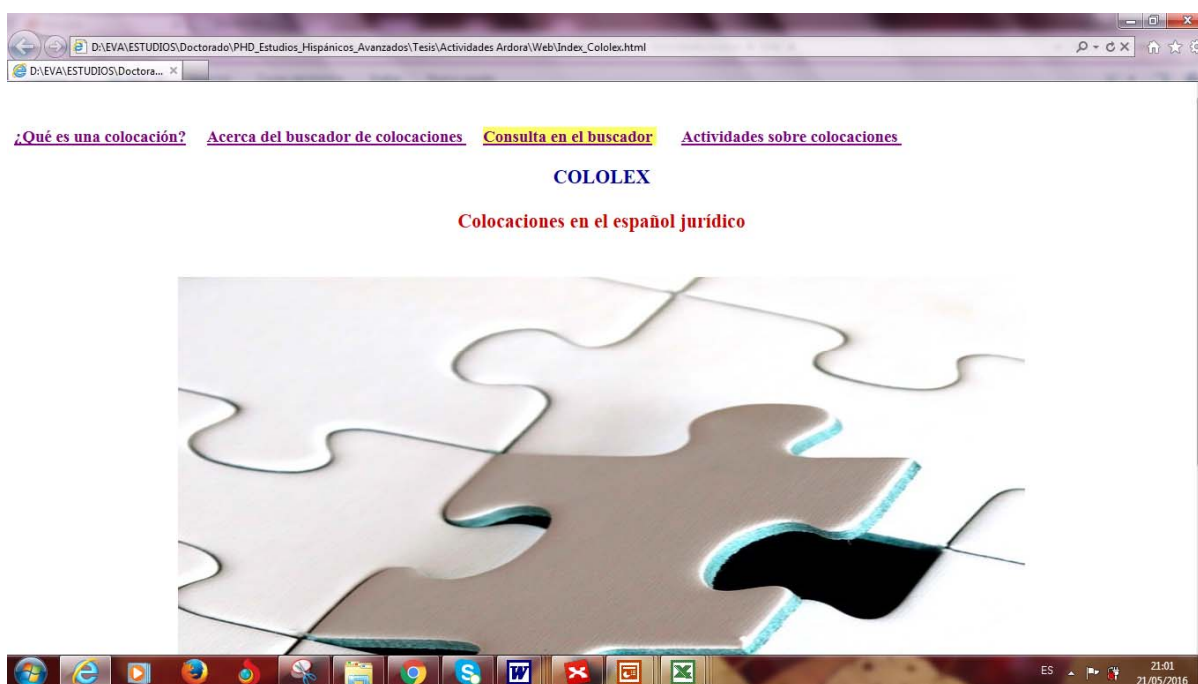 D:\EVA\ESTUDIOS\Doctorado\PHD_Estudios_Hispánicos_Avanzados\Tesis\Actividades Ardora\Web\Index_Cololex.html
D:\EVA\ESTUDIOS\Doctora...
¿Qué es una colocación? Acerca del buscador de colocaciones Consulta en el buscador Actividades sobre colocaciones
COLOLEX
Colocaciones en el español jurídico
ES 21:01
21/05/2016